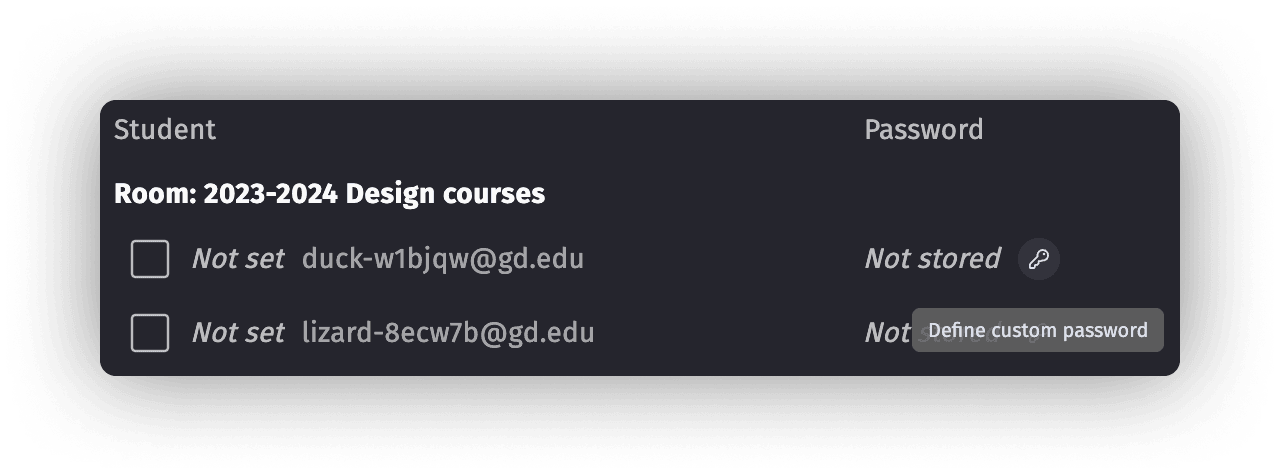 Student Password
Room: 2023-2024 Design courses
Not set duck-w1bjqw@gd.edu Not stored
Not set lizard-8ecw7b@gd.edu Not stored
Define custom password